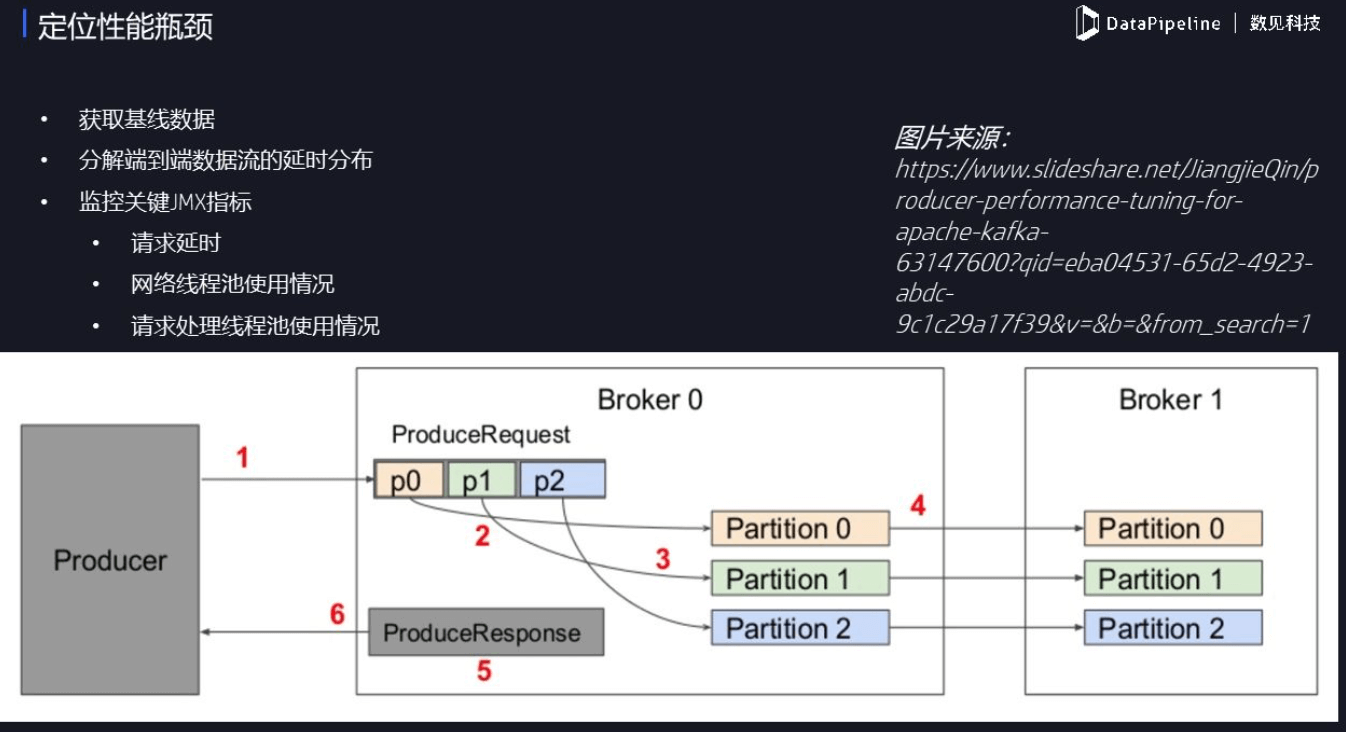 定位性能瓶颈
DataPipeline | 数见科技
• 获取基线数据
• 分解端到端数据流的延时分布
• 监控关键JMX指标
• 请求延时
• 网络线程池使用情况
• 请求处理线程池使用情况
图片来源：
https://www.slideshare.net/JiangjieQin/p
roducer-performance-tuning-for-
apache-kafka-
63147600?qid=eba04531-65d2-4923-
abdc-
9c1c29a17f39&v=&b=&from_search=1
Broker 0
Broker 1
ProduceRequest
1
p0 p1 p2
2
3
4
Partition 0
Partition 0
Producer
Partition 1
Partition 1
6
ProduceResponse
Partition 2
Partition 2
5